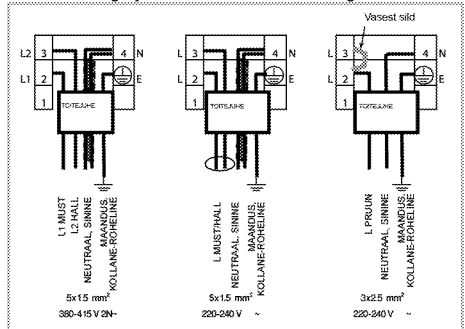 Vasest sild
L2 3 4 N
L1 2 E
1
TOITEJUHE
L1 MUST
L2 HALL
NEUTRAAL, SININE
MAANDUS,
KOLLANE-ROHELINE
5x1.5 mm²
380-415 V 2N~
L 3 4 N
L 2 E
1
TOITEJUHE
L MUST/HALL
NEUTRAAL, SININE
MAANDUS,
KOLLANE-ROHELINE
5x1.5 mm²
220-240 V ~
L 3 4 N
L 2 E
1
TOITEJUHE
L PRUUN
NEUTRAAL, SININE
MAANDUS,
KOLLANE-ROHELINE
3x2.5 mm²
220-240 V ~